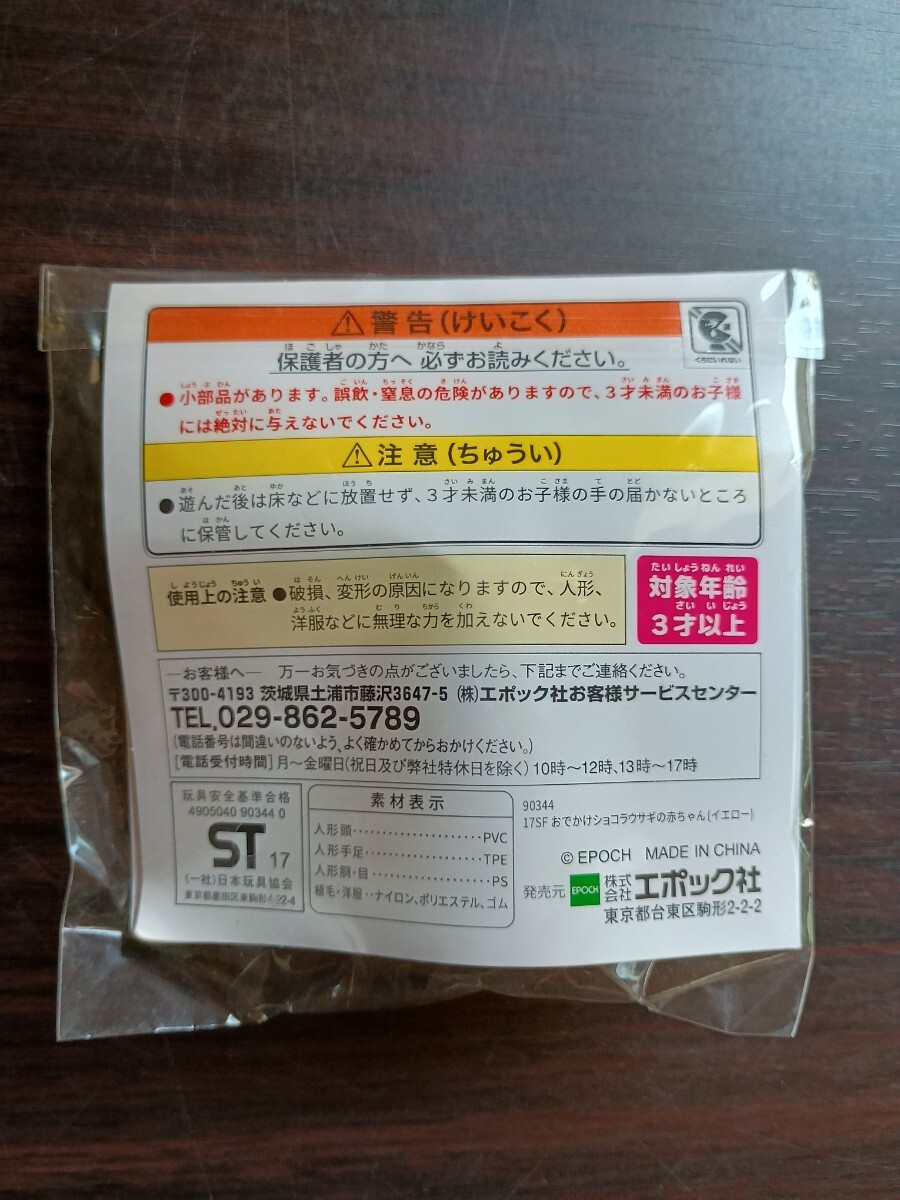 ⚠警告(けいこく)
くちにいれない
保護者の方へ 必ずお読みください。
●小部品があります。誤飲・窒息の危険がありますので、3才未満のお子様
には絶対に与えないでください。
⚠注意(ちゅうい)
●遊んだ後は床などに放置せず、3才未満のお子様の手の届かないところ
に保管してください。
使用上の注意 ●破損、変形の原因になりますので、人形、
洋服などに無理な力を加えないでください。
対象年齢
3才以上
―お客様へ― 万一お気づきの点がございましたら、下記までご連絡ください。
〒300-4193 茨城県土浦市藤沢3647-5 (株)エポック社お客様サービスセンター
TEL,029-862-5789
(電話番号は間違いのないよう、よく確かめてからおかけください。)
[電話受付時間]月〜金曜日(祝日及び弊社特休日を除く)10時〜12時、13時〜17時
玩具安全基準合格
4905040 90344 0
ST 17
(一社)日本玩具協会
東京都墨田区東駒形4-22-4
素材表示
人形頭・・・・・・・・・・・・・・・・・・・・PVC
人形手足・・・・・・・・・・・・・・・・・・TPE
人形胴・目・・・・・・・・・・・・・・・・・・PS
植毛・洋服・・ナイロン、ポリエステル、ゴム
90344
17SF おでかけショコラウサギの赤ちゃん(イエロー)
© EPOCH MADE IN CHINA
発売元 EPOCH 株式会社エポック社
東京都台東区駒形2-2-2